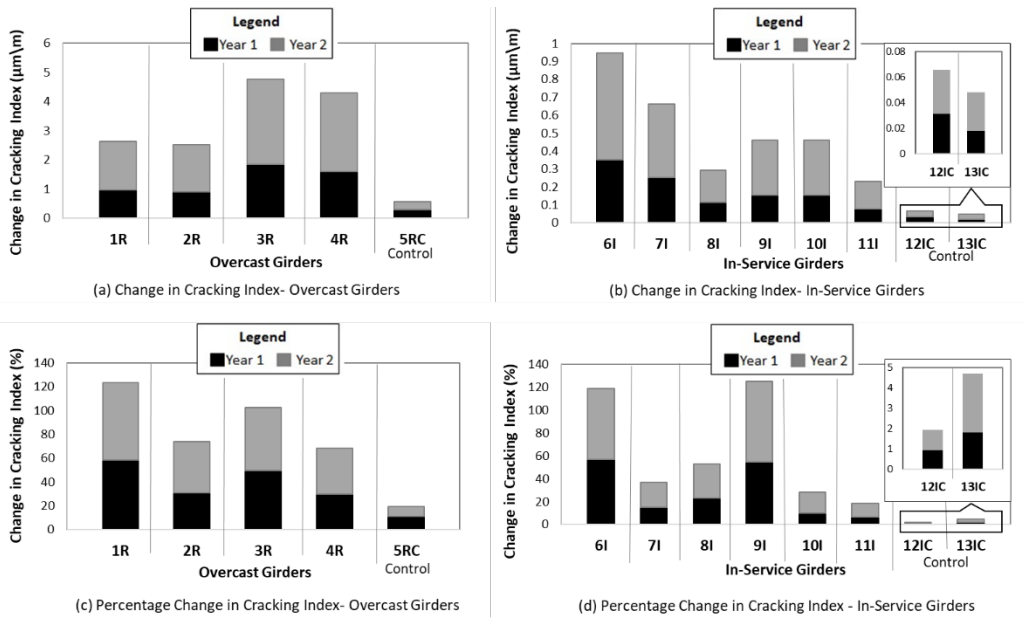 Legend
Year 1 Year 2
Change in Cracking Index (μm\m)
6
5
4
3
2
1
0
1R 2R 3R 4R 5RC
Control
Overcast Girders
(a) Change in Cracking Index- Overcast Girders
Legend
Year 1 Year 2
Change in Cracking Index (μm\m)
1
0.9
0.8
0.7
0.6
0.5
0.4
0.3
0.2
0.1
0
0.08
0.06
0.04
0.02
0
12IC 13IC
6I 7I 8I 9I 10I 11I 12IC 13IC
Control
In-Service Girders
(b) Change in Cracking Index- In-Service Girders
Legend
Year 1 Year 2
Change in Cracking Index (%)
140
120
100
80
60
40
20
0
1R 2R 3R 4R 5RC
Control
Overcast Girders
(c) Percentage Change in Cracking Index- Overcast Girders
Legend
Year 1 Year 2
Change in Cracking Index (%)
140
120
100
80
60
40
20
0
5
4
3
2
1
0
12IC 13IC
6I 7I 8I 9I 10I 11I 12IC 13IC
Control
In-Service Girders
(d) Percentage Change in Cracking Index - In-Service Girders